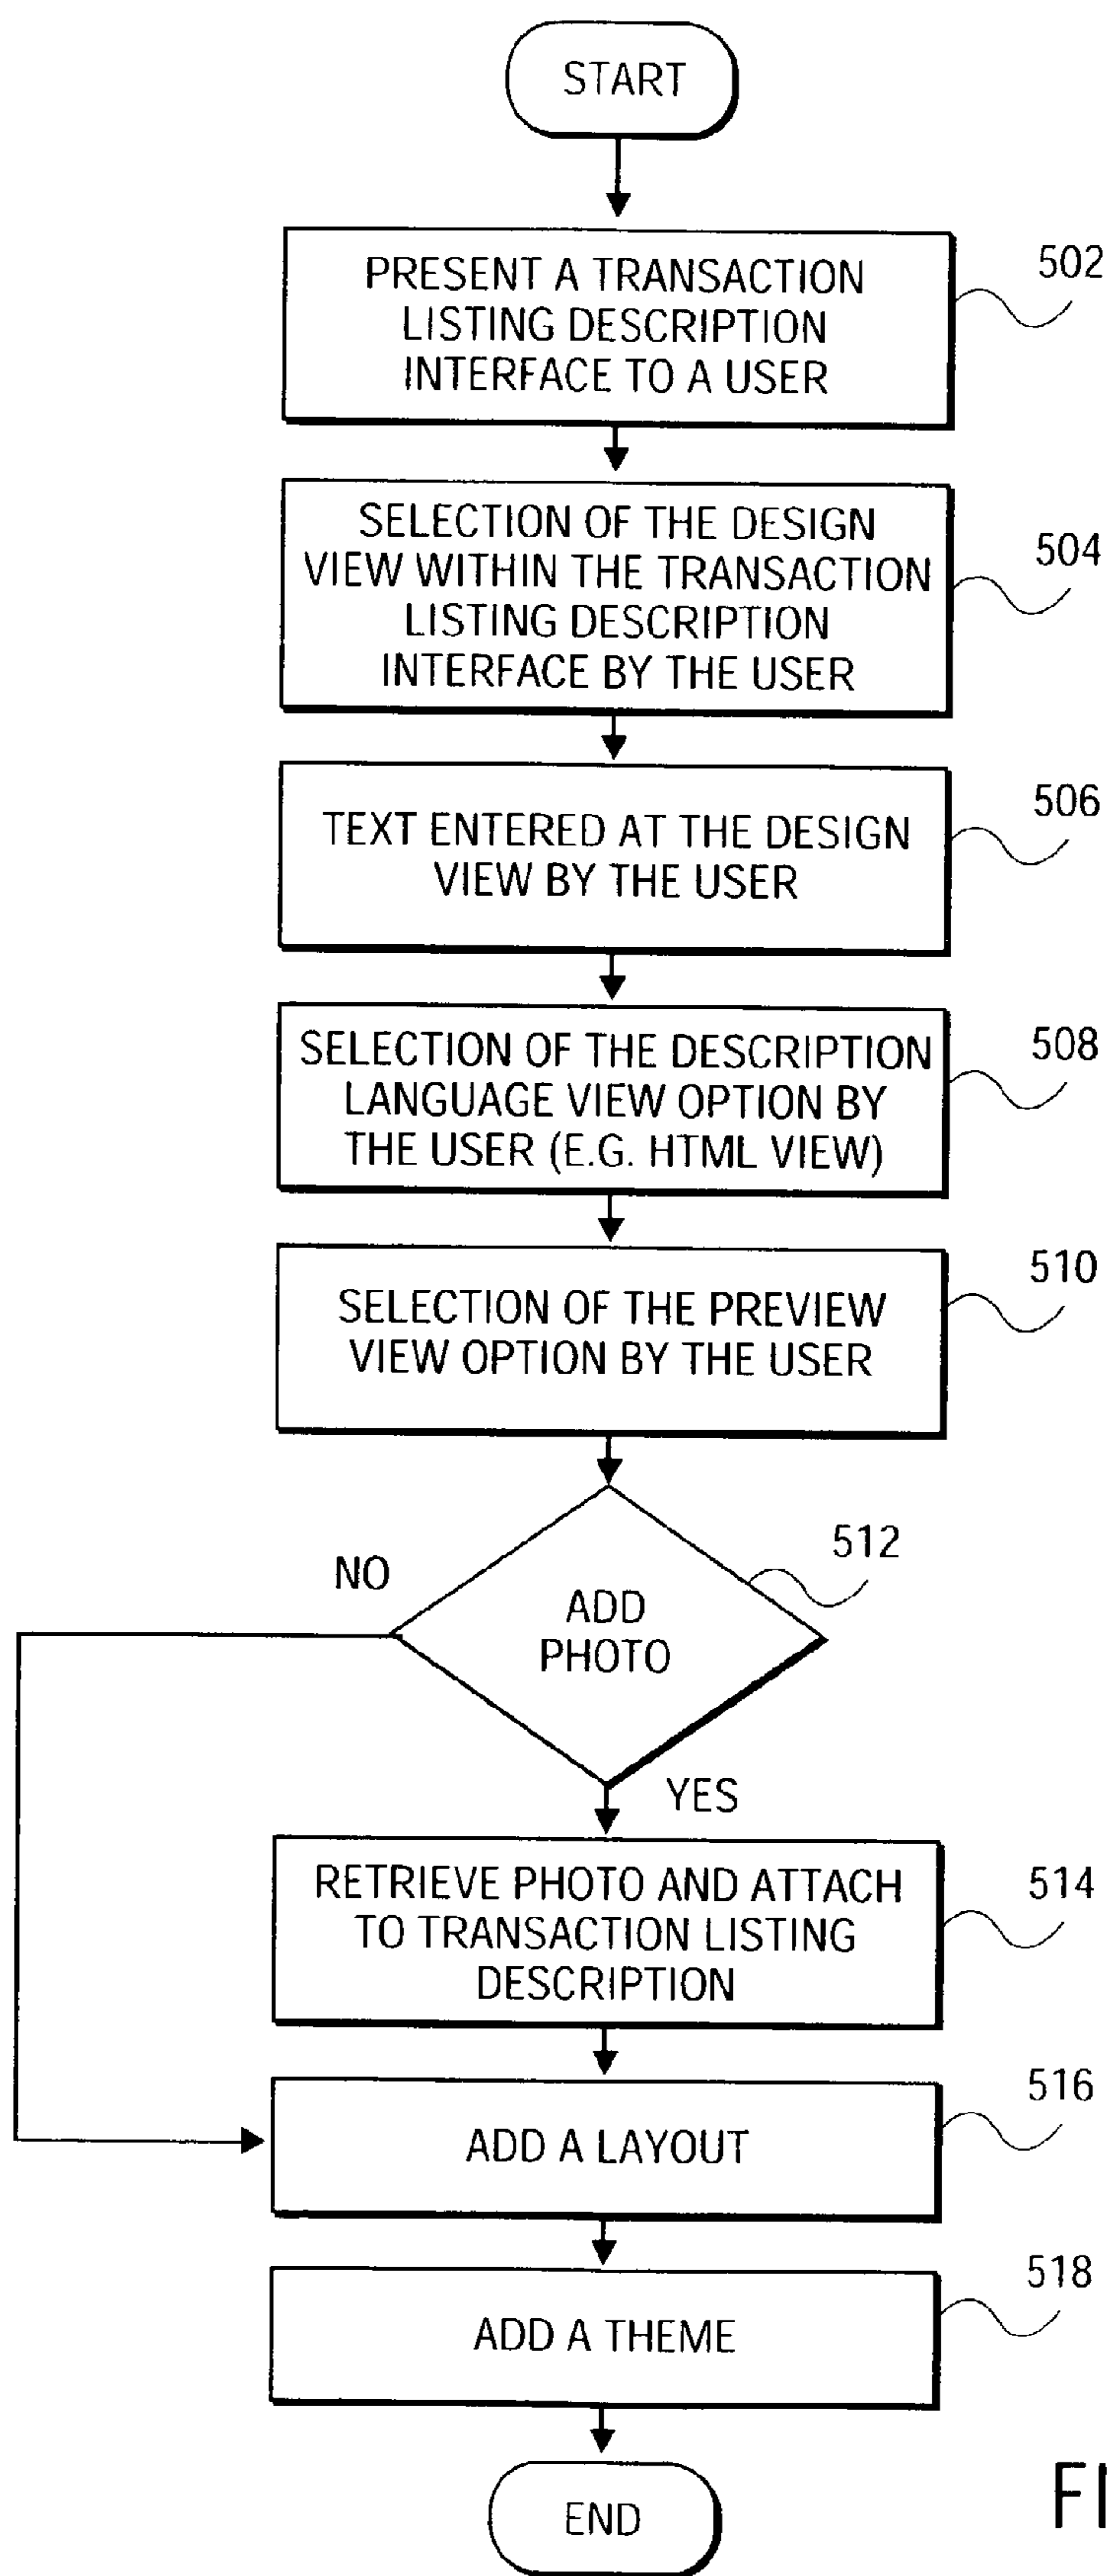 START
PRESENT A TRANSACTION
LISTING DESCRIPTION
INTERFACE TO A USER
502
SELECTION OF THE DESIGN
VIEW WITHIN THE TRANSACTION
LISTING DESCRIPTION
INTERFACE BY THE USER
504
TEXT ENTERED AT THE DESIGN
VIEW BY THE USER
506
SELECTION OF THE DESCRIPTION
LANGUAGE VIEW OPTION BY
THE USER (E.G. HTML VIEW)
508
SELECTION OF THE PREVIEW
VIEW OPTION BY THE USER
510
ADD
PHOTO
512
NO
YES
RETRIEVE PHOTO AND ATTACH
TO TRANSACTION LISTING
DESCRIPTION
514
ADD A LAYOUT
516
ADD A THEME
518
END
FI